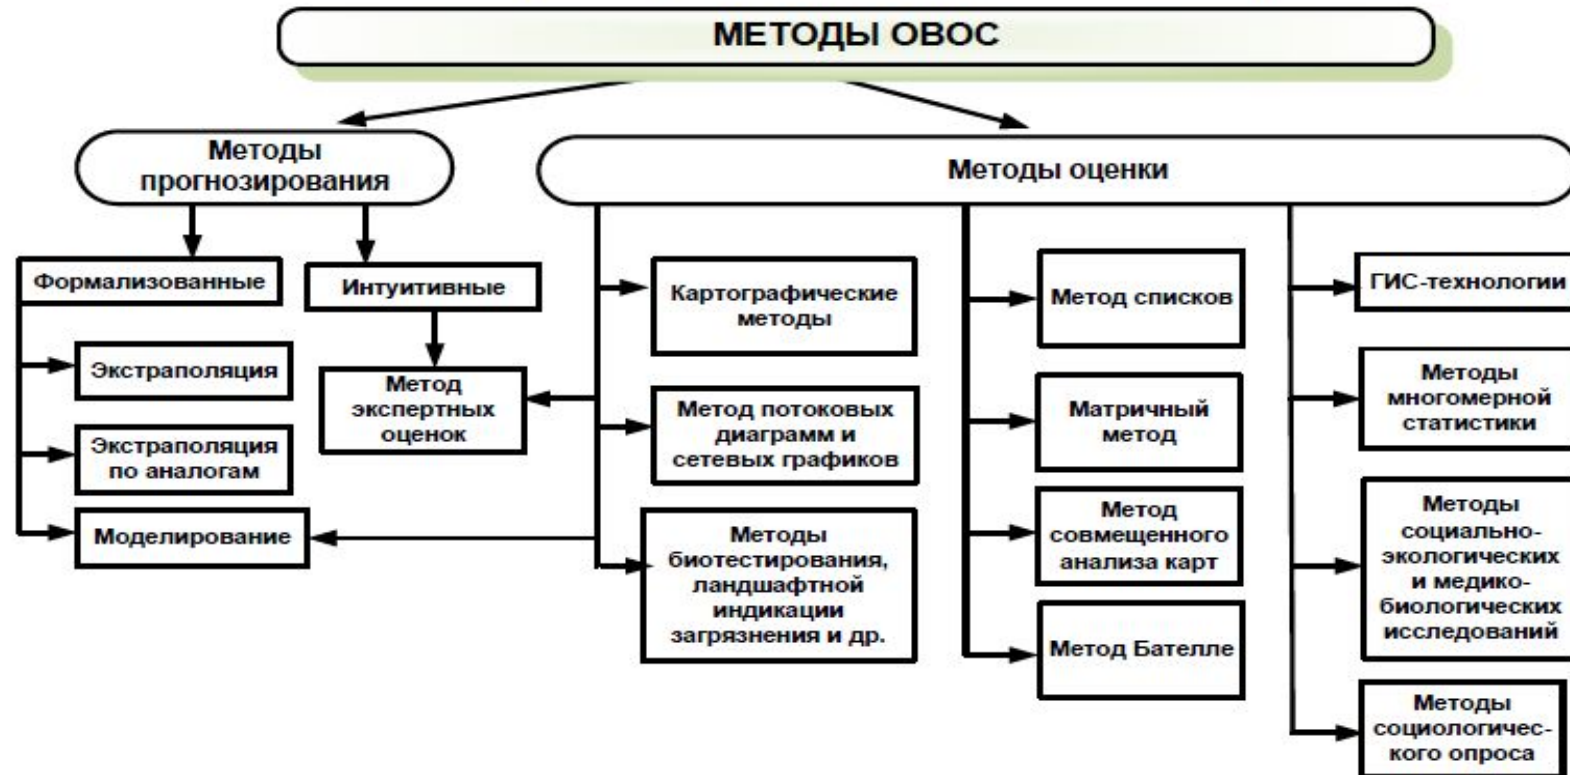 МЕТОДЫ ОВОС
Методы
прогнозирования
Методы оценки
Формализованные
Интуитивные
Экстраполяция
Экстраполяция
по аналогам
Моделирование
Метод
экспертных
оценок
Картографические
методы
Метод потоковых
диаграмм и
сетевых графиков
Методы
биотестирования,
ландшафтной
индикации
загрязнения и др.
Метод списков
Матричный
метод
Метод
совмещенного
анализа карт
Метод Бателле
ГИС-технологии
Методы
многомерной
статистики
Методы
социально-
экологических
и медико-
биологических
исследований
Методы
социологичес-
кого опроса